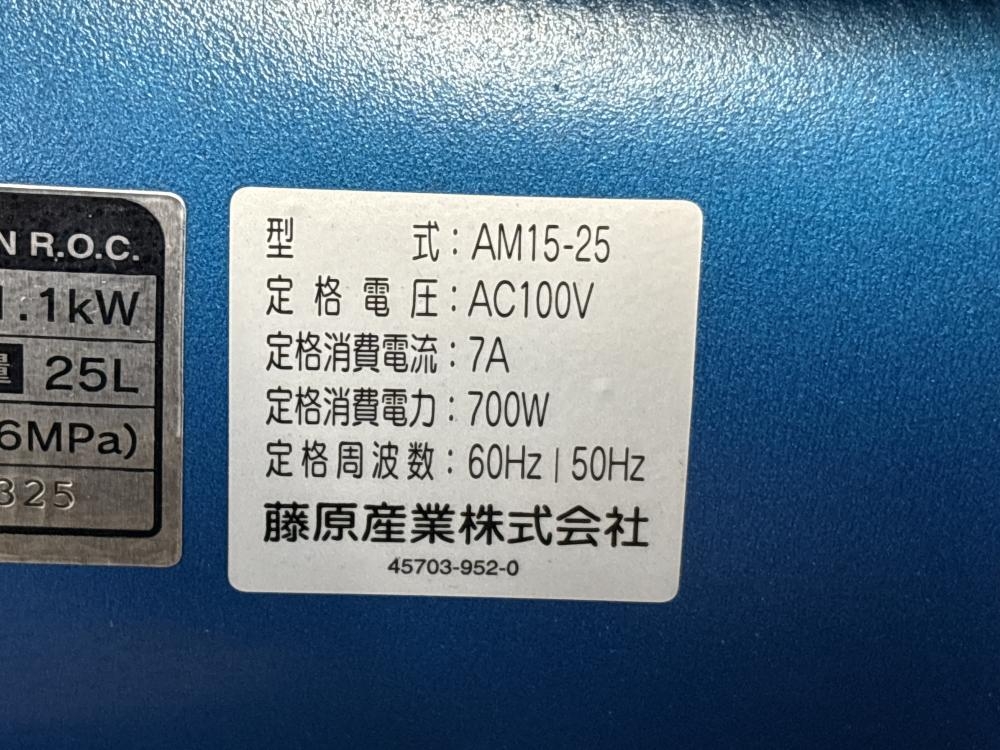 N R.O.C.
1.1kW
量 25L
6MPa)
325
型 式：AM15-25
定格電圧：AC100V
定格消費電流：7A
定格消費電力：700W
定格周波数：60Hz | 50Hz
藤原産業株式会社
45703-952-0